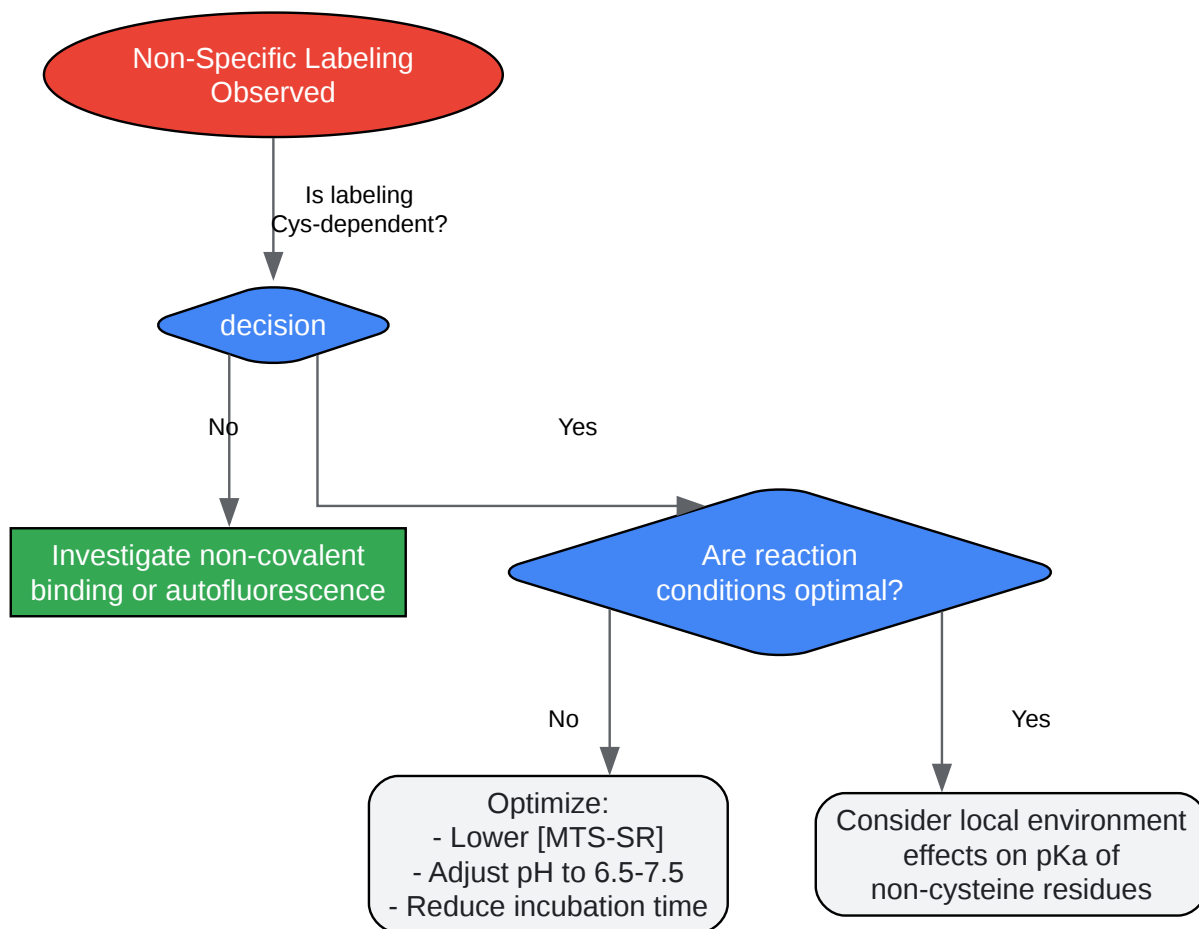 Non-Specific Labeling
Observed
Is labeling
Cys-dependent?
decision
No
Yes
Investigate non-covalent
binding or autofluorescence
Are reaction
conditions optimal?
No
Yes
Optimize:
- Lower [MTS-SR]
- Adjust pH to 6.5-7.5
- Reduce incubation time
Consider local environment
effects on pKa of
non-cysteine residues